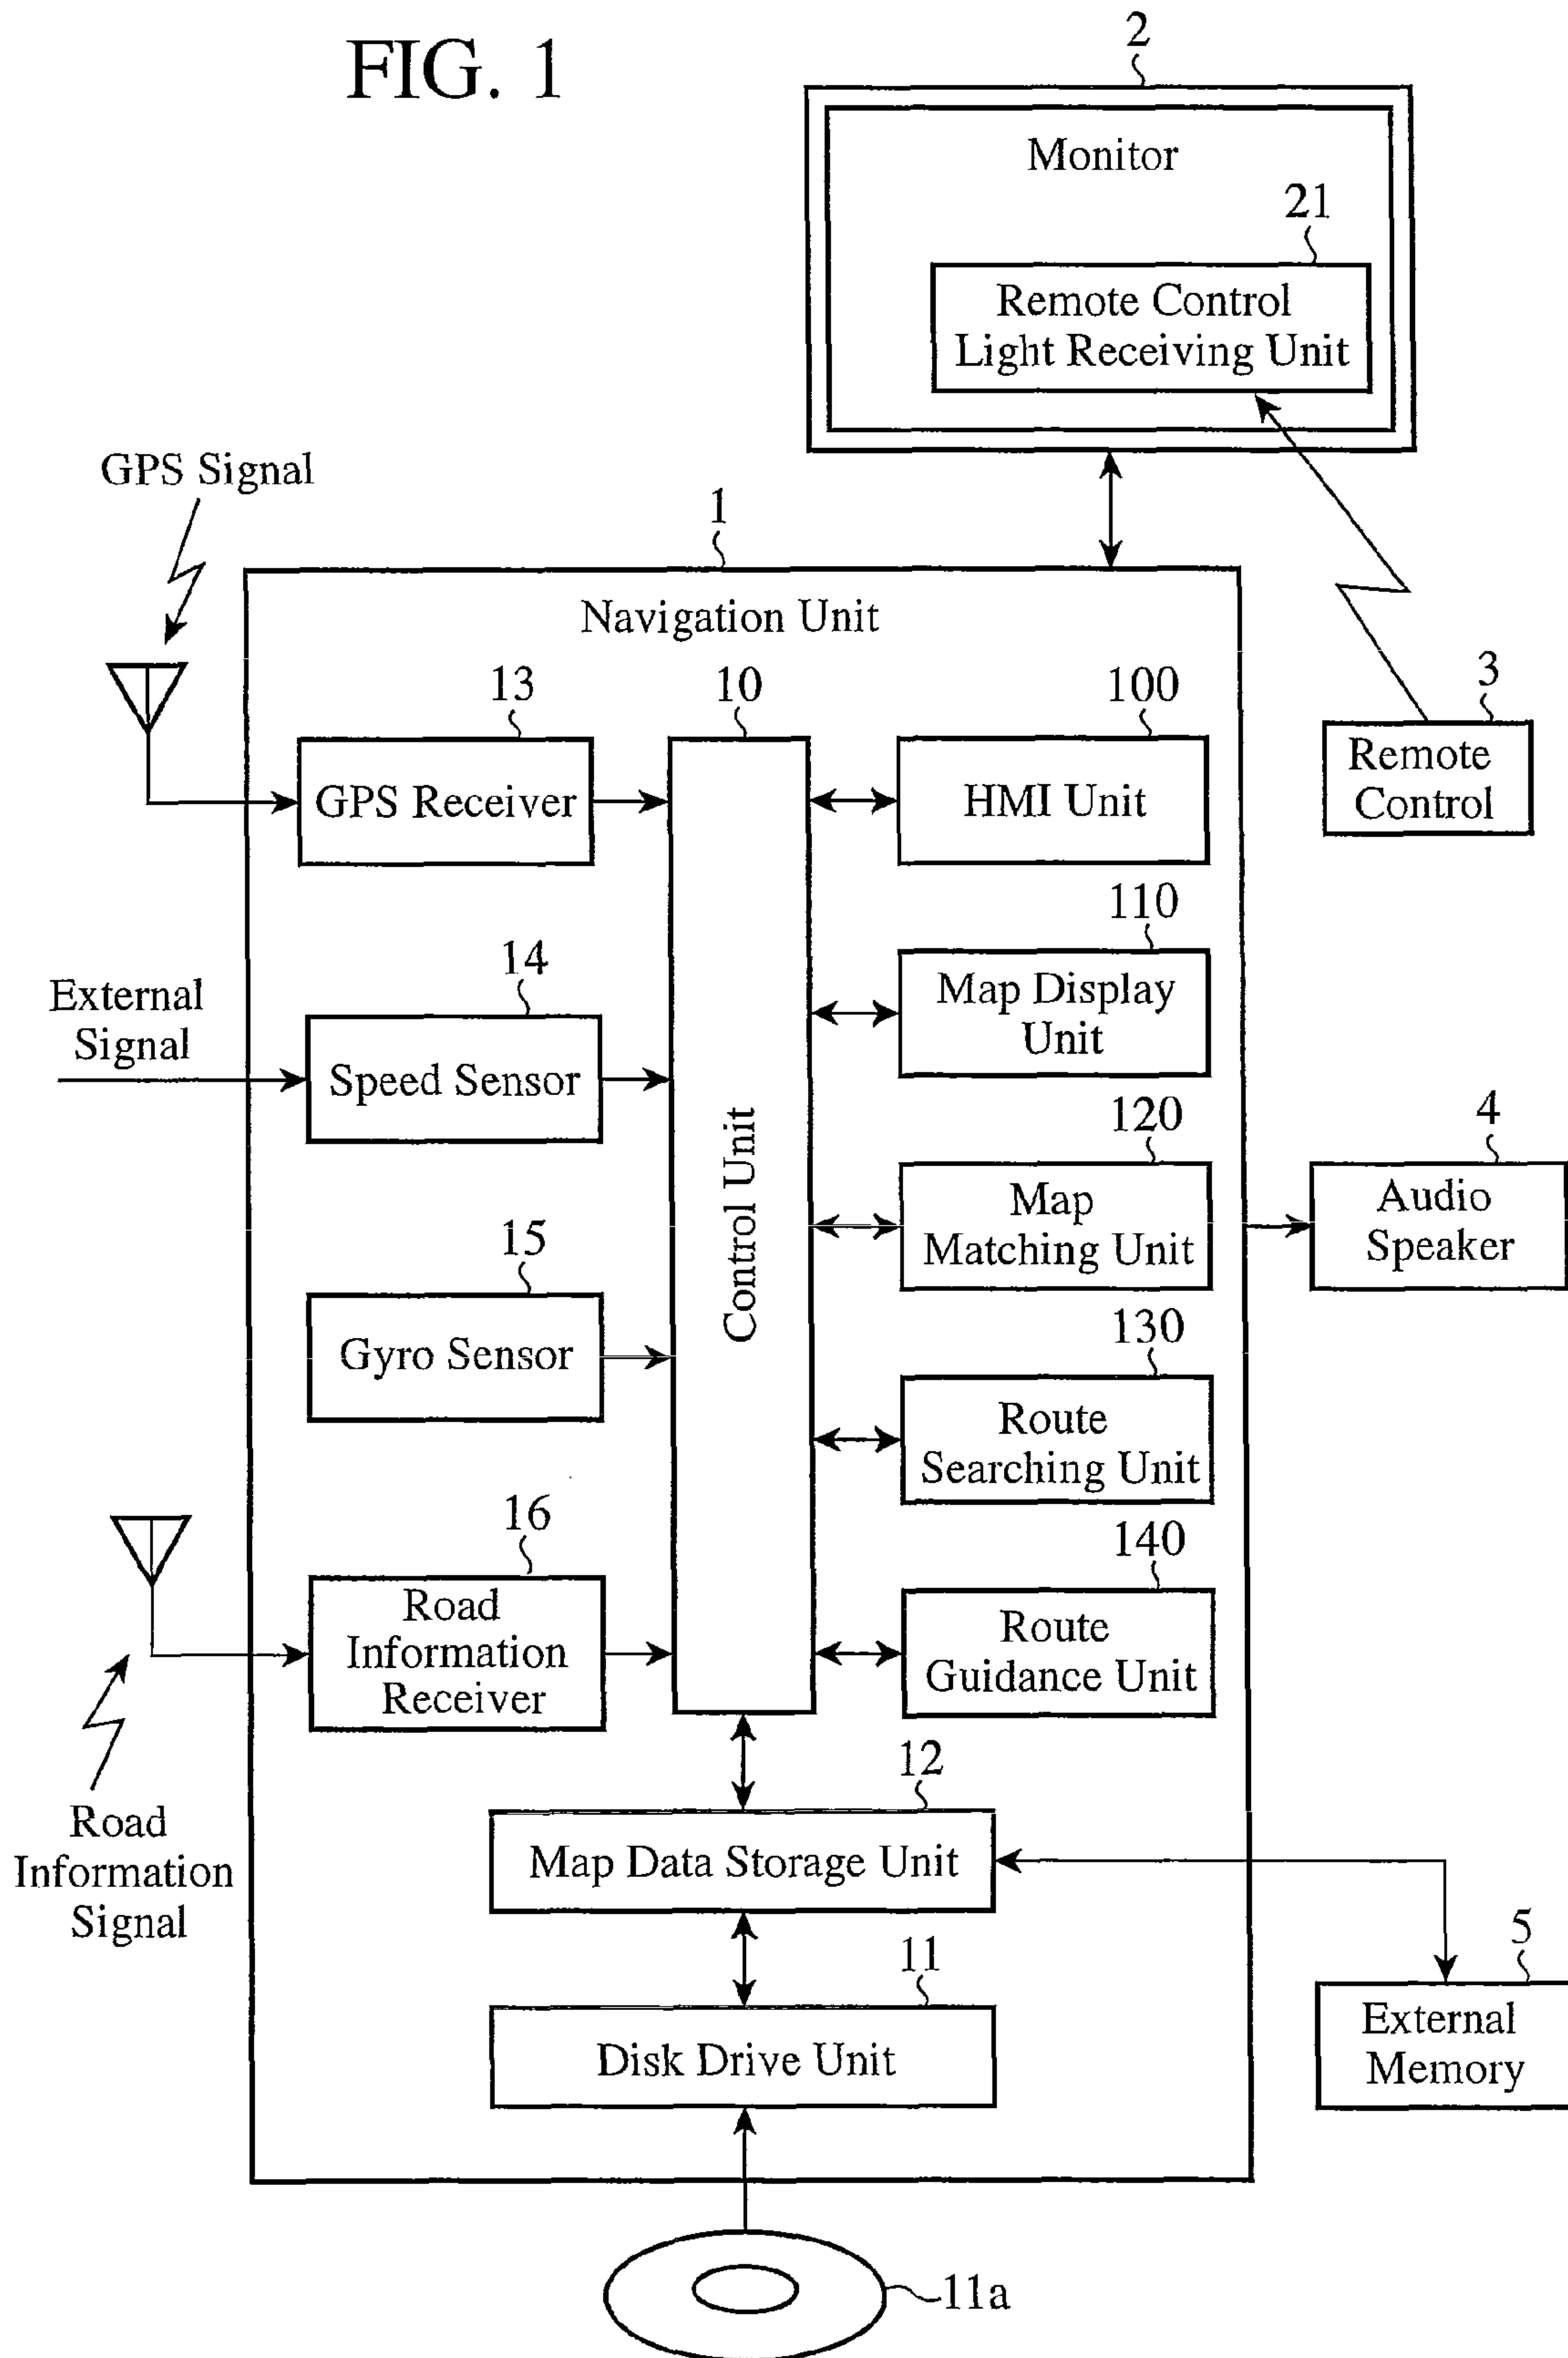 FIG. 1
2
Monitor
21
Remote Control
Light Receiving Unit
GPS Signal
1
Navigation Unit
3
Remote
Control
13
10
100
GPS Receiver
HMI Unit
110
Map Display
Unit
14
External
Signal
Speed Sensor
Control Unit
120
Map
Matching Unit
4
Audio
Speaker
15
Gyro Sensor
130
Route
Searching Unit
16
Road
Information
Receiver
140
Route
Guidance Unit
Road
Information
Signal
12
Map Data Storage Unit
11
Disk Drive Unit
5
External
Memory
11a